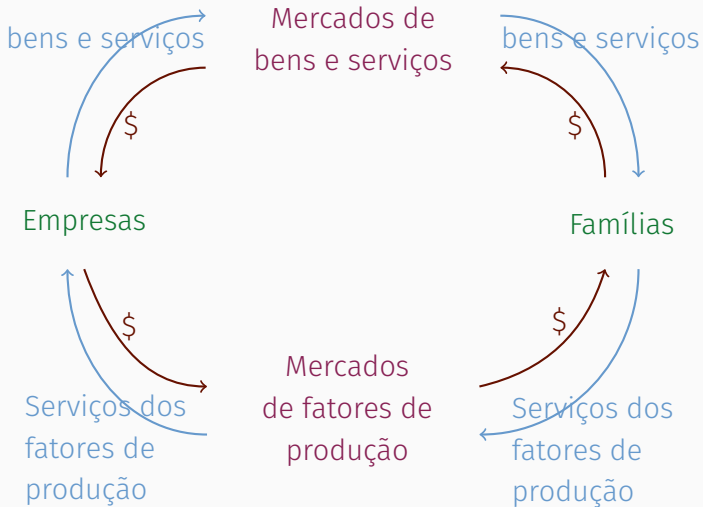 Mercados de
bens e serviços
bens e serviços
bens e serviços
$
$
Empresas
Famílias
$
$
Mercados
de fatores de
produção
Serviços dos
fatores de
produção
Serviços dos
fatores de
produção